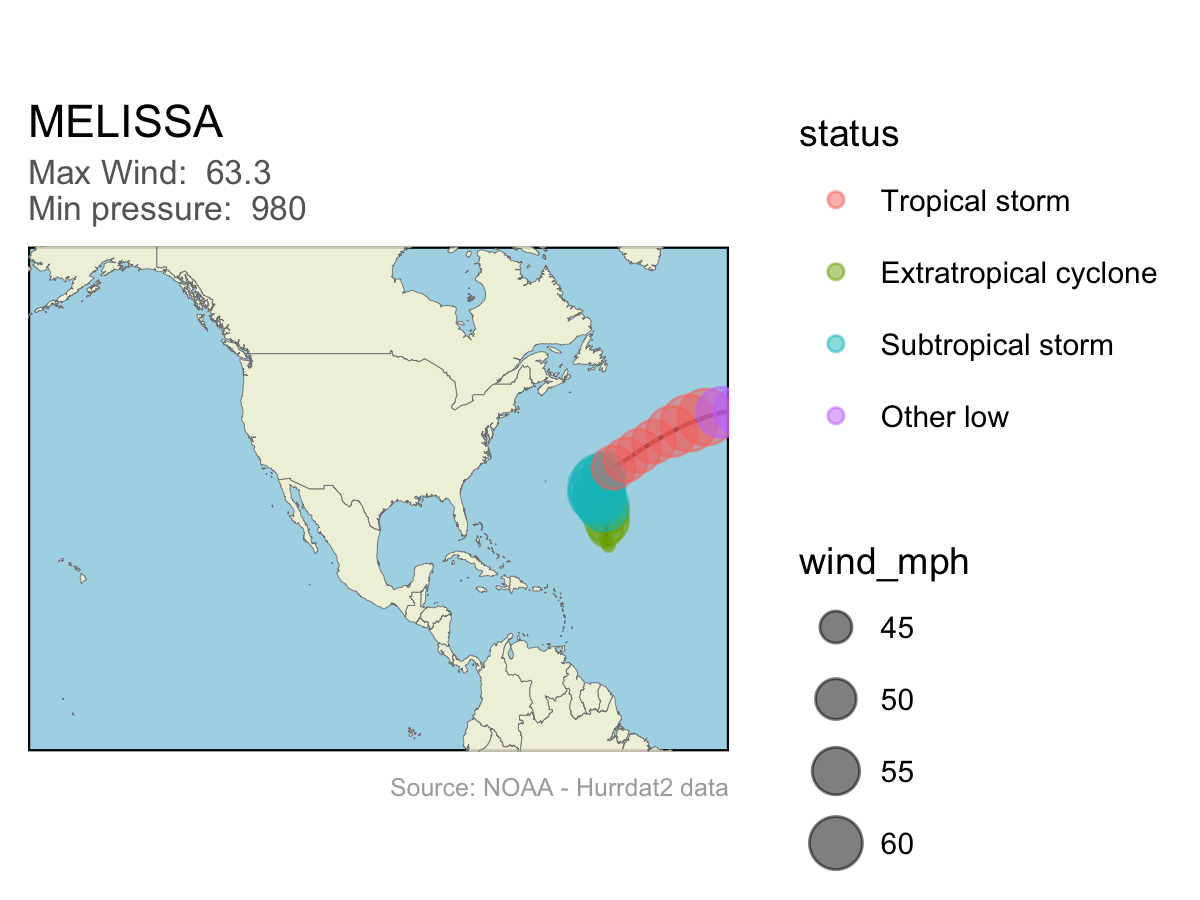 MELISSA
Max Wind:  63.3
Min pressure:  980
Source: NOAA - Hurrdat2 data
status
Tropical storm
Extratropical cyclone
Subtropical storm
Other low
wind_mph
45
50
55
60